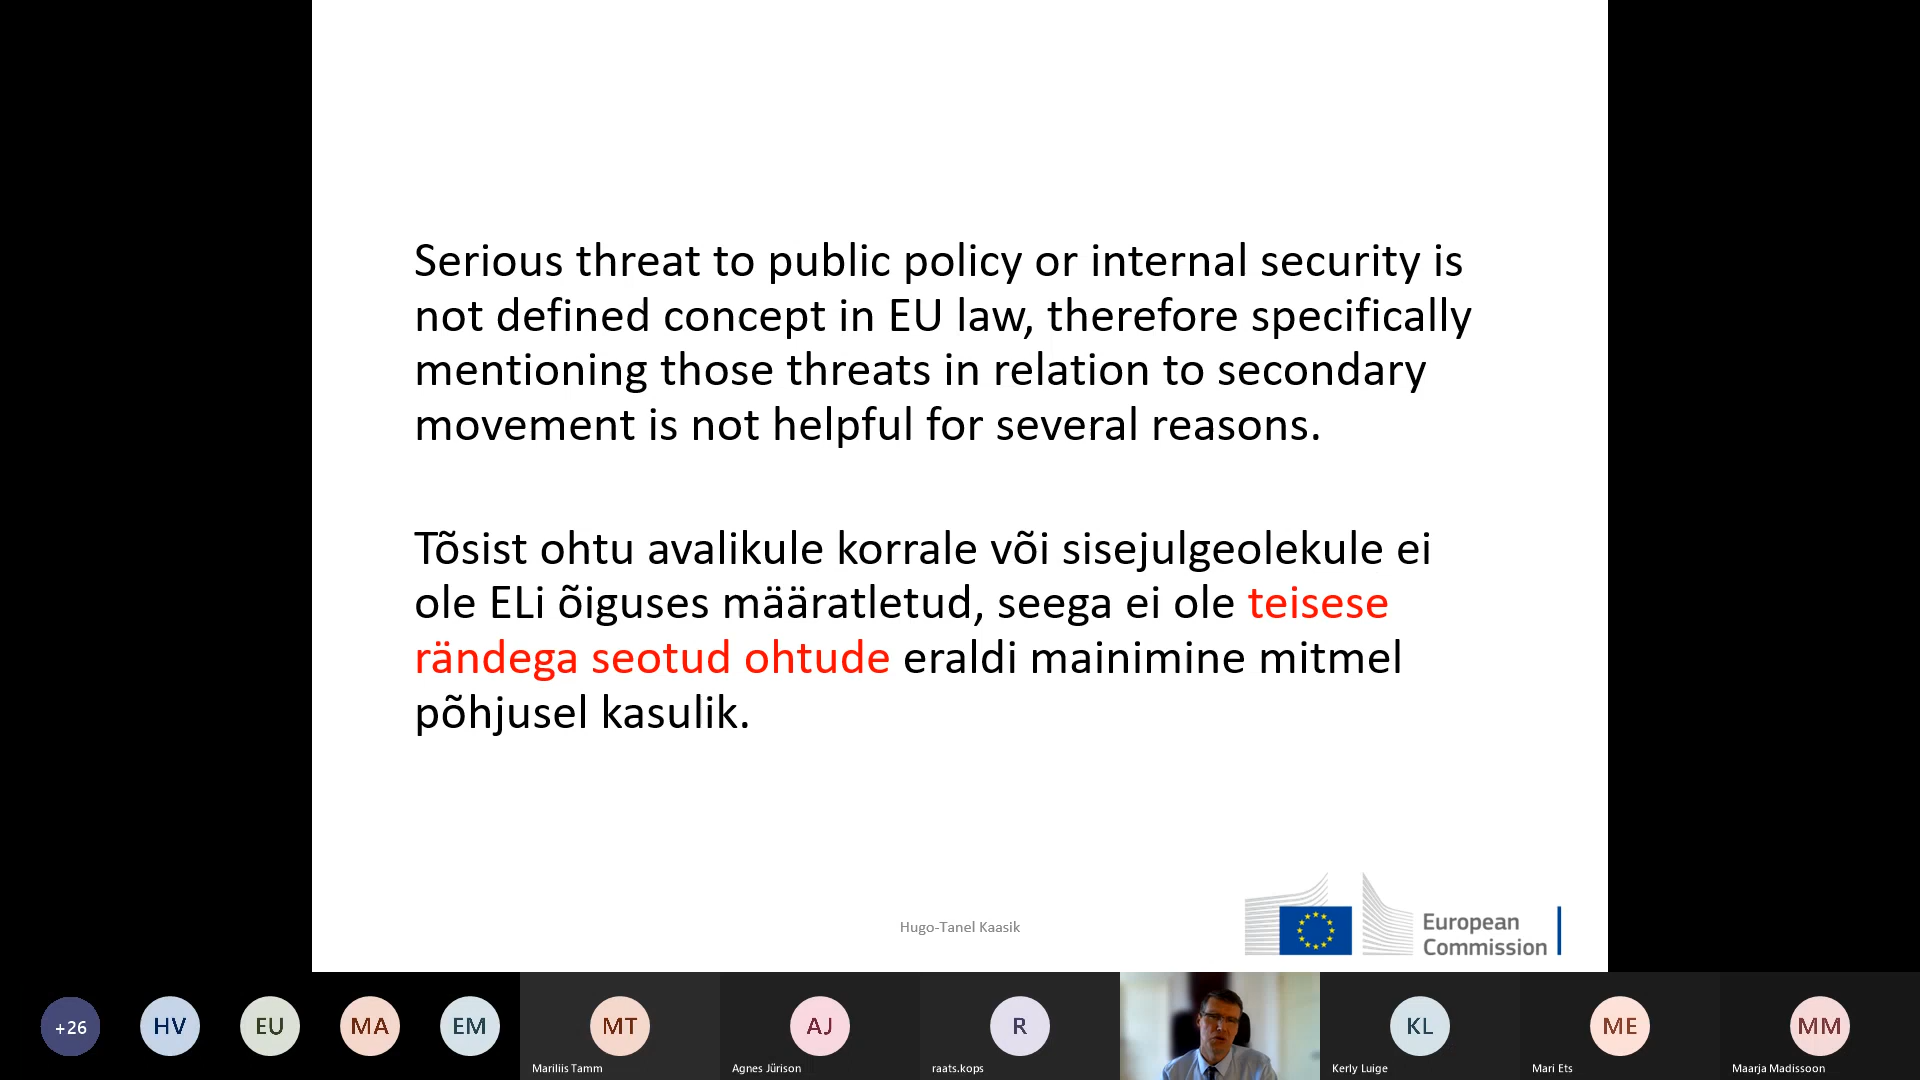 Serious threat to public policy or internal security is
not defined concept in EU law, therefore specifically
mentioning those threats in relation to secondary
movement is not helpful for several reasons.
Tõsist ohtu avalikule korrale või sisejulgeolekule ei
ole ELi õiguses määratletud, seega ei ole teisese
rändega seotud ohtude eraldi mainimine mitmel
põhjusel kasulik.
Hugo-Tanel Kaasik
European
Commission
+26
HV
EU
MA
EM
MT
Mariliis Tamm
AJ
Agnes Jürison
R
raats.kops
KL
Kerly Luige
ME
Mari Ets
MM
Maarja Madissoon